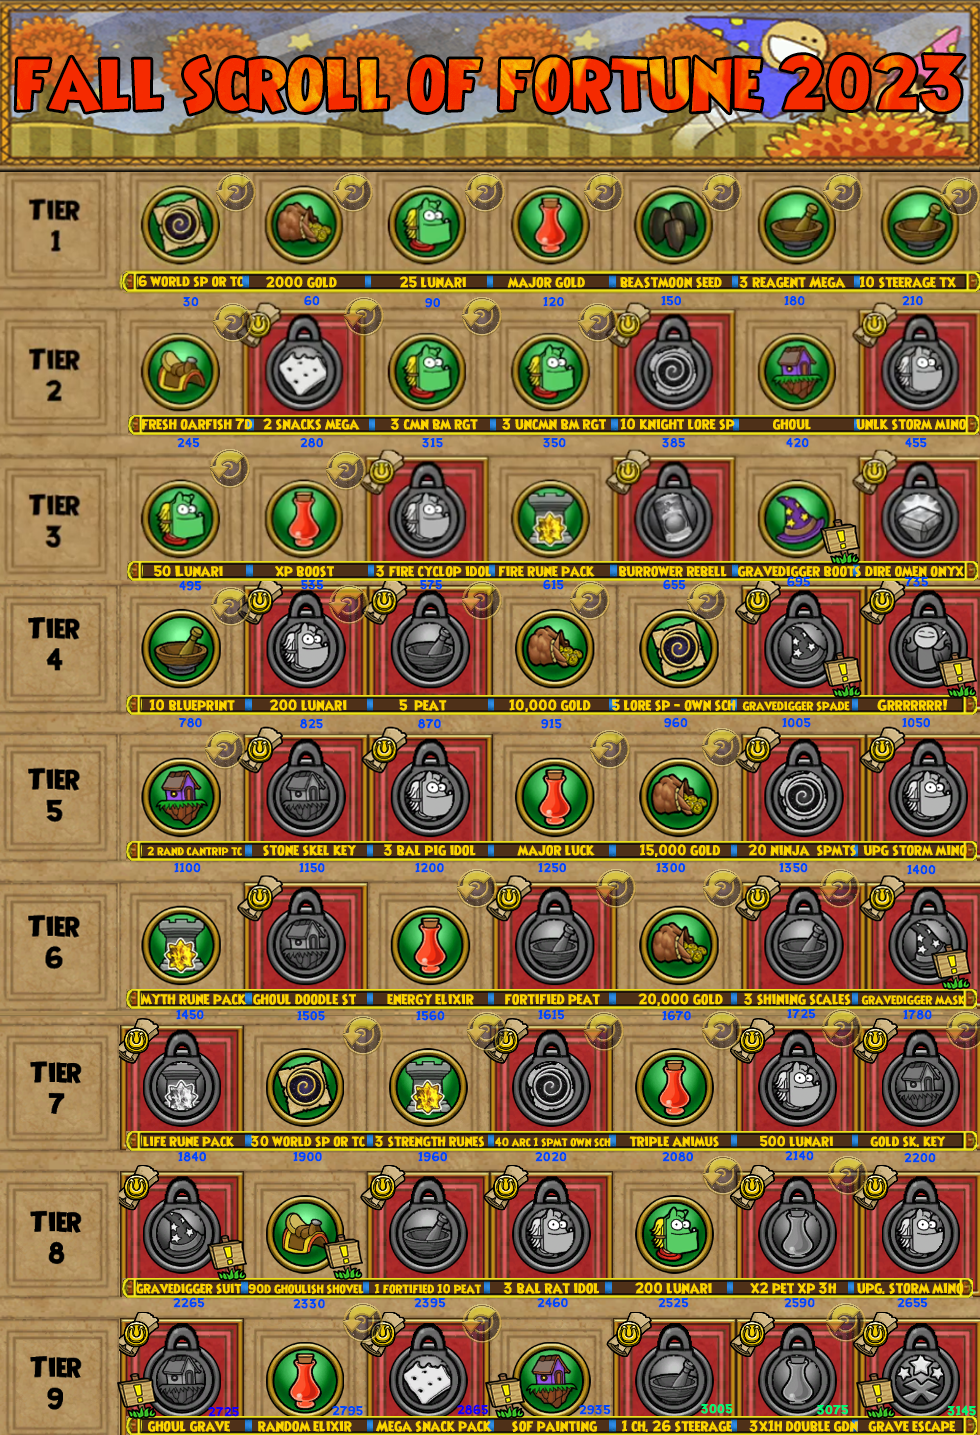 FALL SCROLL OF FORTUNE 2023
TIER 1
6 WORLD SP OR TC 2000 GOLD 25 LUNARI MAJOR GOLD BEASTMOON SEED 3 REAGENT MEGA 10 STEERAGE TX
30 60 90 120 150 180 210
TIER 2
FRESH OARFISH 7D 2 SNACKS MEGA 3 CMN BM RGT 3 UNCMN BM RGT 10 KNIGHT LORE SP GHOUL UNLK STORM MINO
245 280 315 350 385 420 455
TIER 3
50 LUNARI XP BOOST 3 FIRE CYCLOP IDOL FIRE RUNE PACK BURROWER REBELL GRAVEDIGGER BOOTS DIRE OMEN ONYX
495 535 575 615 655 695 735
TIER 4
10 BLUEPRINT 200 LUNARI 5 PEAT 10,000 GOLD 5 LORE SP - OWN SCH GRAVEDIGGER SPADE GRRRRRRR!
780 825 870 915 960 1005 1050
TIER 5
2 RAND CANTRIP TC STONE SKEL KEY 3 BAL PIG IDOL MAJOR LUCK 15,000 GOLD 20 NINJA SPMTS UPG STORM MINO
1100 1150 1200 1250 1300 1350 1400
TIER 6
MYTH RUNE PACK GHOUL DOODLE ST ENERGY ELIXIR FORTIFIED PEAT 20,000 GOLD 3 SHINING SCALES GRAVEDIGGER MASK
1450 1505 1560 1615 1670 1725 1780
TIER 7
LIFE RUNE PACK 30 WORLD SP OR TC 3 STRENGTH RUNES 40 ARC 1 SPMT OWN SCH TRIPLE ANIMUS 500 LUNARI GOLD SK. KEY
1840 1900 1960 2020 2080 2140 2200
TIER 8
GRAVEDIGGER SUIT 90D GHOULISH SHOVEL 1 FORTIFIED 10 PEAT 3 BAL RAT IDOL 200 LUNARI X2 PET XP 3H UPG. STORM MINO
2265 2330 2395 2460 2525 2590 2655
TIER 9
2725 2795 2865 2935 3005 3075 3145
GHOUL GRAVE RANDOM ELIXIR MEGA SNACK PACK SOF PAINTING 1 CH, 26 STEERAGE 3X1H DOUBLE GDN GRAVE ESCAPE